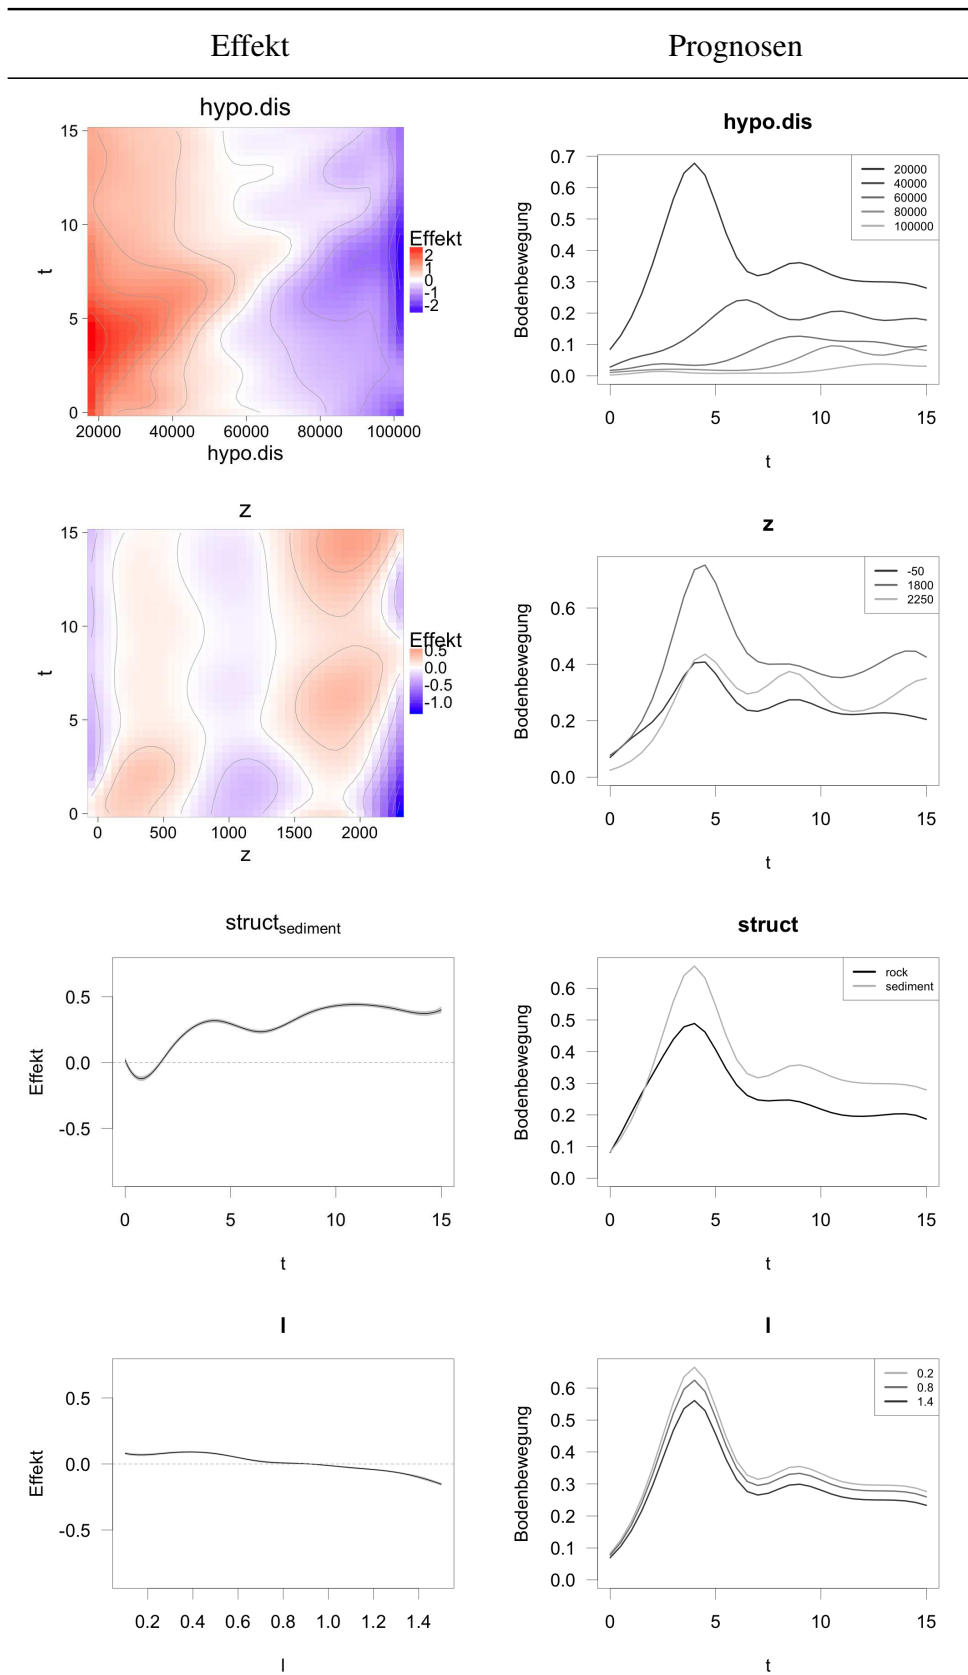 Effekt Prognosen
hypo.dis
15
10
5
0
t
20000 40000 60000 80000 100000
hypo.dis
Effekt
2
1
0
-1
-2
hypo.dis
0.7
0.6
0.5
0.4
0.3
0.2
0.1
0.0
Bodenbewegung
20000
40000
60000
80000
100000
0 5 10 15
t
z
15
10
5
0
t
0 500 1000 1500 2000
z
Effekt
0.5
0.0
-0.5
-1.0
z
0.6
0.4
0.2
0.0
Bodenbewegung
-50
1800
2250
0 5 10 15
t
struct sediment
0.5
0.0
-0.5
Effekt
0 5 10 15
t
struct
0.6
0.5
0.4
0.3
0.2
0.1
0.0
Bodenbewegung
rock
sediment
0 5 10 15
t
l
0.5
0.0
-0.5
Effekt
0.2 0.4 0.6 0.8 1.0 1.2 1.4
l
l
0.6
0.5
0.4
0.3
0.2
0.1
0.0
Bodenbewegung
0.2
0.8
1.4
0 5 10 15
t